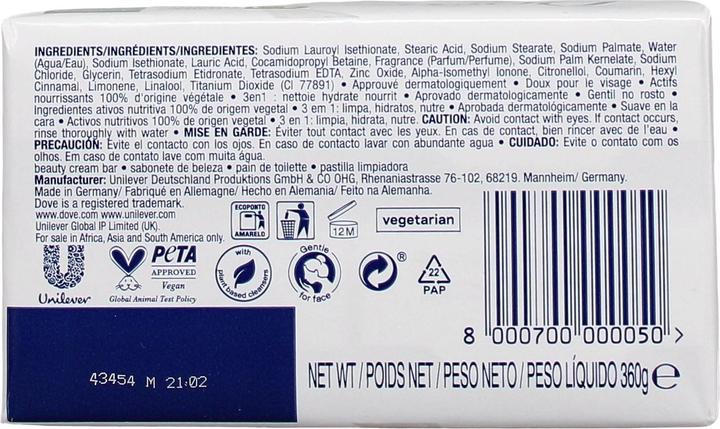 INGREDIENTS/INGRÉDIENTS/INGREDIENTES: Sodium Lauroyl Isethionate, Stearic Acid, Sodium Stearate, Sodium Palmate, Water
(Agua/Eau), Sodium Isethionate, Lauric Acid, Cocamidopropyl Betaine, Fragrance (Parfum/Perfume), Sodium Palm Kernelate, Sodium
Chloride, Glycerin, Tetrasodium Etidronate, Tetrasodium EDTA, Zinc Oxide, Alpha-Isomethyl Ionone, Citronellol, Coumarin, Hexyl
Cinnamal, Limonene, Linalool, Titanium Dioxide (CI 77891) • Approuvé dermatologiquement • Doux pour le visage • Actifs
nourrissants 100% d'origine végétale • 3en1 : nettoie hydrate nourrit • Aprovado dermatologicamente • Gentil no rosto •
Ingredientes ativos nutritiva 100% de origem vegetal • 3 em 1: limpa, hidratos, nutre • Aprobada dermatológicamente • Suave en la
cara • Activos nutritivos 100% de origen vegetal • 3 en 1: limpia, hidrata, nutre. CAUTION: Avoid contact with eyes. If contact occurs,
rinse thoroughly with water • MISE EN GARDE: Éviter tout contact avec les yeux. En cas de contact, bien rincer avec de l'eau •
PRECAUCIÓN: Evite el contacto con los ojos. En caso de contacto lavar con abundante agua • CUIDADO: Evite o contato com os
olhos. Em caso de contato lave com muita água.
beauty cream bar • sabonete de beleza • pain de toilette • pastilla limpiadora
Manufacturer: Unilever Deutschland Produktions GmbH & CO OHG, Rhenaniastrasse 76-102, 68219. Mannheim/ Germany.
Made in Germany/ Fabriqué en Allemagne/ Hecho en Alemania/ Feito na Alemanha.
Dove is a registered trademark.
www.dove.com www.unilever.com
Unilever Global IP Limited (UK).
For sale in Africa, Asia and South America only.
ECOPONTO
AMARELO
12M
vegetarian
Unilever
PeTA
APPROVED
Vegan
Global Animal Test Policy
with
plant based cleansers
Gentle
for face
®
22
PAP
8 000700 000050 >
43454 M 21:02
NET WT / POIDS NET / PESO NETO / PESO LÍQUIDO 360g e